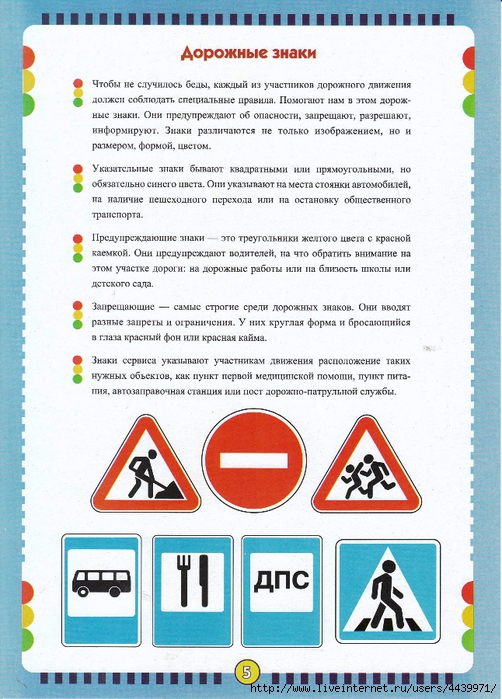 Дорожные знаки
Чтобы не случилось беды, каждый из участников дорожного движения
должен соблюдать специальные правила. Помогают нам в этом дорож-
ные знаки. Они предупреждают об опасности, запрещают, разрешают,
информируют. Знаки различаются не только изображением, но и
размером, формой, цветом.
Указательные знаки бывают квадратными или прямоугольными, но
обязательно синего цвета. Они указывают на места стоянки автомобилей,
на наличие пешеходного перехода или на остановку общественного
транспорта.
Предупреждающие знаки — это треугольники желтого цвета с красной
каемкой. Они предупреждают водителей, на что обратить внимание на
этом участке дороги: на дорожные работы или на близость школы или
детского сада.
Запрещающие — самые строгие среди дорожных знаков. Они вводят
разные запреты и ограничения. У них круглая форма и бросающийся
в глаза красный фон или красная кайма.
Знаки сервиса указывают участникам движения расположение таких
нужных объектов, как пункт первой медицинской помощи, пункт пита-
ния, автозаправочная станция или пост дорожно-патрульной службы.
ДПС
5
http://www.liveinternet.ru/users/4439971/